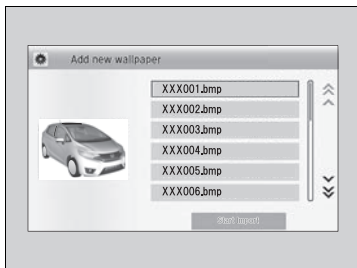 Add new wallpaper
XXX001.bmp
XXX002.bmp
XXX003.bmp
XXX004.bmp
XXX005.bmp
XXX006.bmp
Start Import